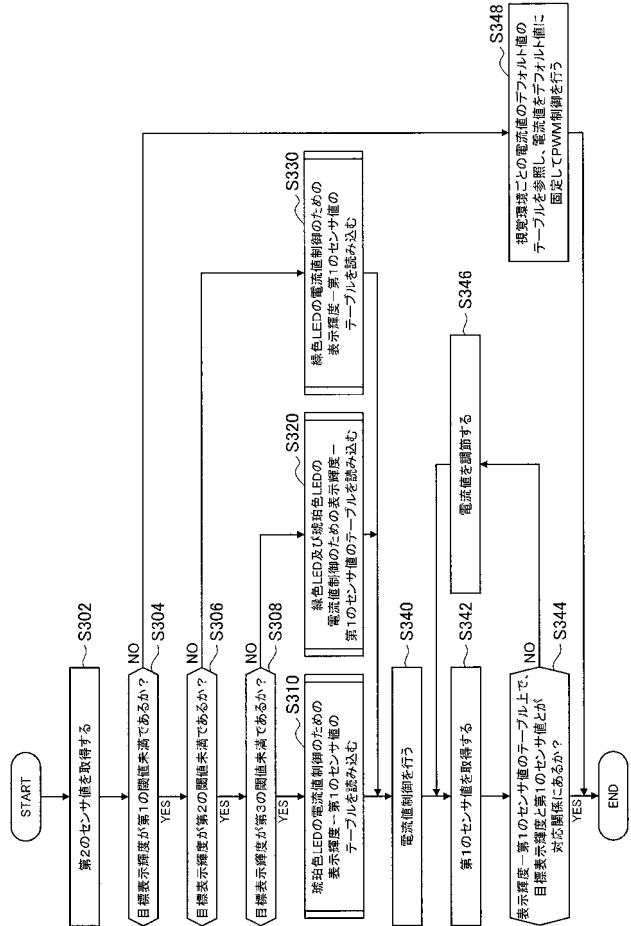 START
第2のセンサ値を取得する
S302
目標表示輝度が第1の閾値未満であるか?
NO
S304
YES
目標表示輝度が第2の閾値未満であるか?
NO
S306
YES
目標表示輝度が第3の閾値未満であるか?
NO
S308
YES
S310
琥珀色LEDの電流値制御のための
表示輝度ー第1のセンサ値の
テーブルを読み込む
S320
緑色LED及び琥珀色LEDの
電流値制御のための表示輝度ー
第1のセンサ値のテーブルを読み込む
S330
緑色LEDの電流値制御のための
表示輝度ー第1のセンサ値の
テーブルを読み込む
電流値制御を行う
S340
第1のセンサ値を取得する
S342
表示輝度ー第1のセンサ値のテーブル上で、
目標表示輝度と第1のセンサ値とが
対応関係にあるか?
NO
S344
YES
電流値を調節する
S346
視覚環境ごとの電流値のデフォルト値の
テーブルを参照し、電流値をデフォルト値に
固定してPWM制御を行う
S348
END